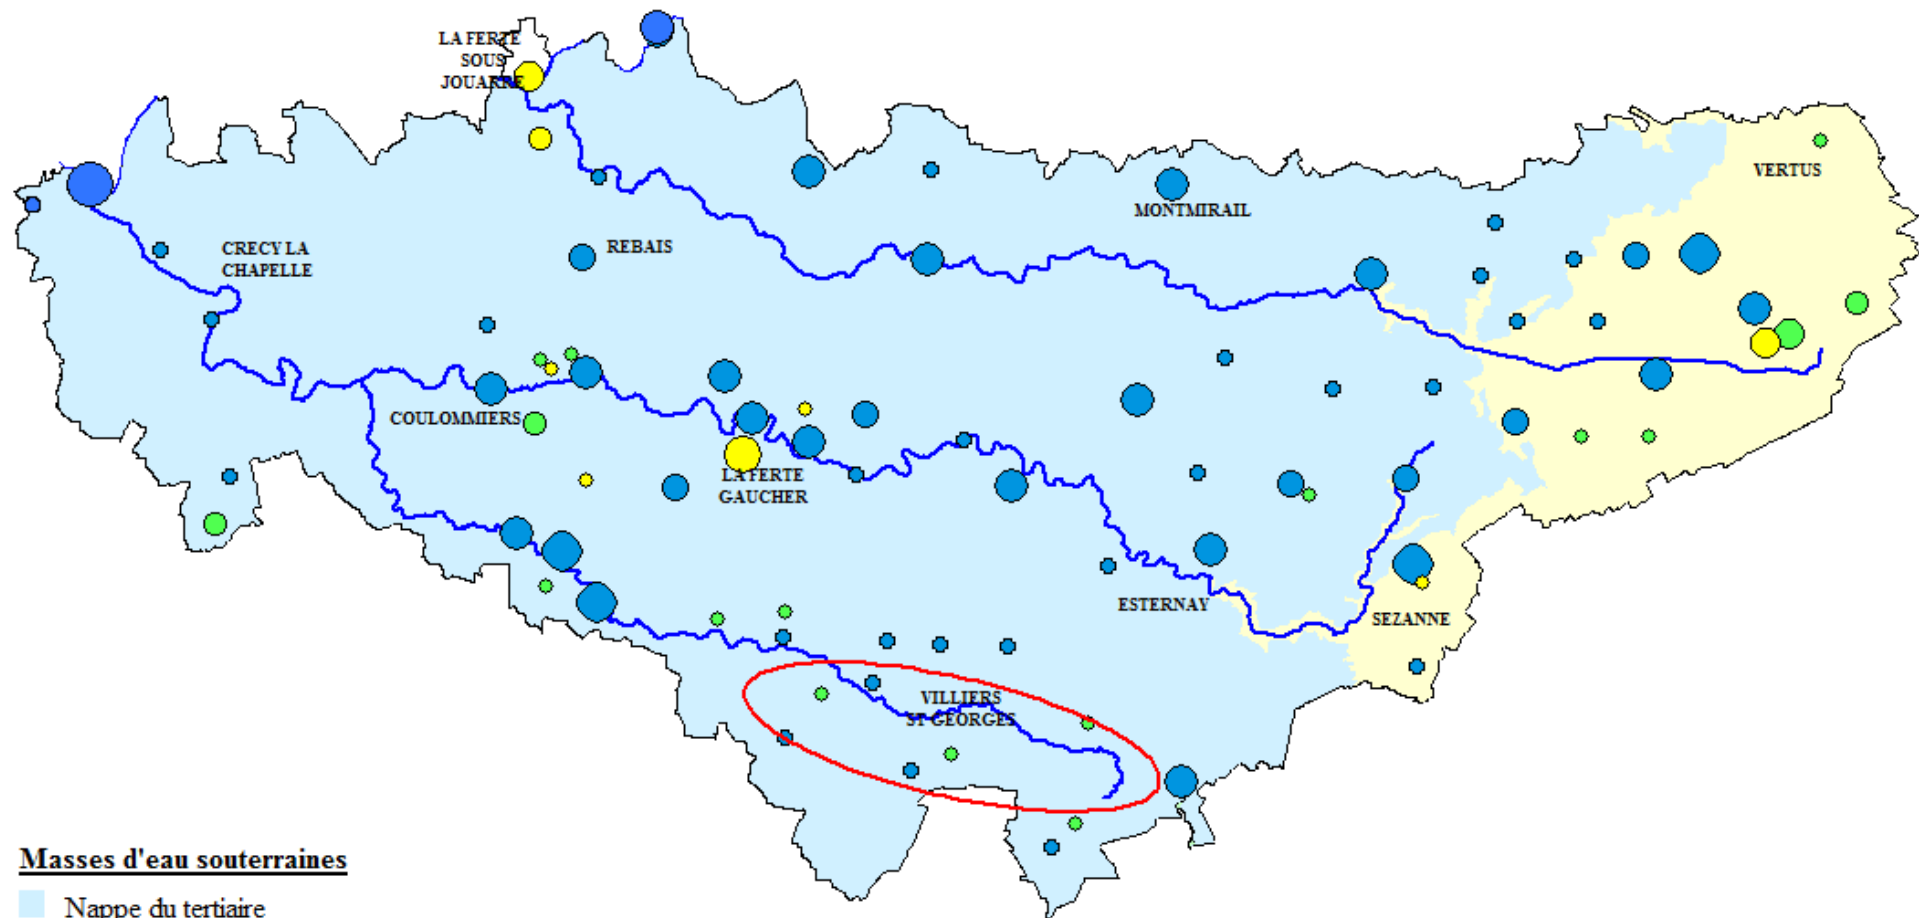 LA FERTE
SOUS
JOUARRE
VERTUS
MONTMIRAIL
CRECY LA
CHAPELLE
REBAIS
COULOMMIERS
LA FERTE
GAUCHER
ESTERNAY
SEZANNE
VILLIERS
ST GEORGES
Masses d'eau souterraines
Nappe du tertiaire